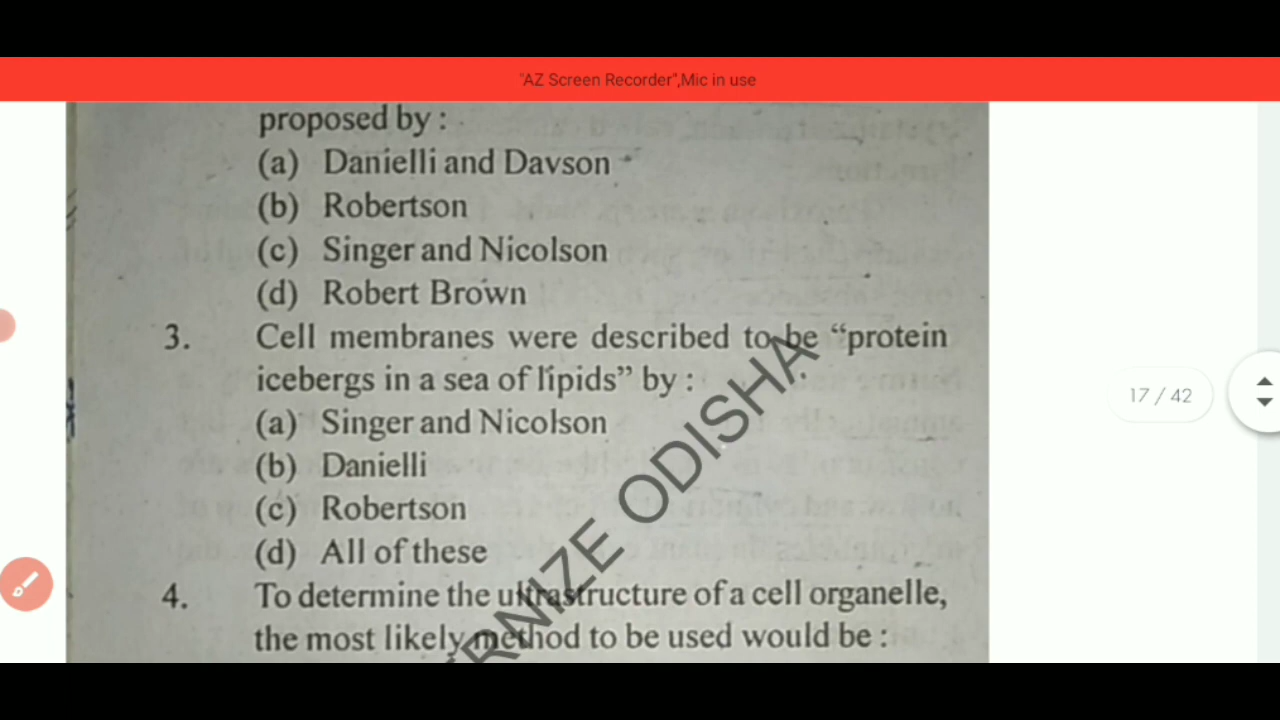 "AZ Screen Recorder",Mic in use
proposed by :
(a) Danielli and Davson
(b) Robertson
(c) Singer and Nicolson
(d) Robert Brown
3. Cell membranes were described to be “protein
icebergs in a sea of lipids” by :
(a) Singer and Nicolson
(b) Danielli
(c) Robertson
(d) All of these
4. To determine the ultrastructure of a cell organelle,
the most likely method to be used would be :
RNIZE ODISHA
17 / 42